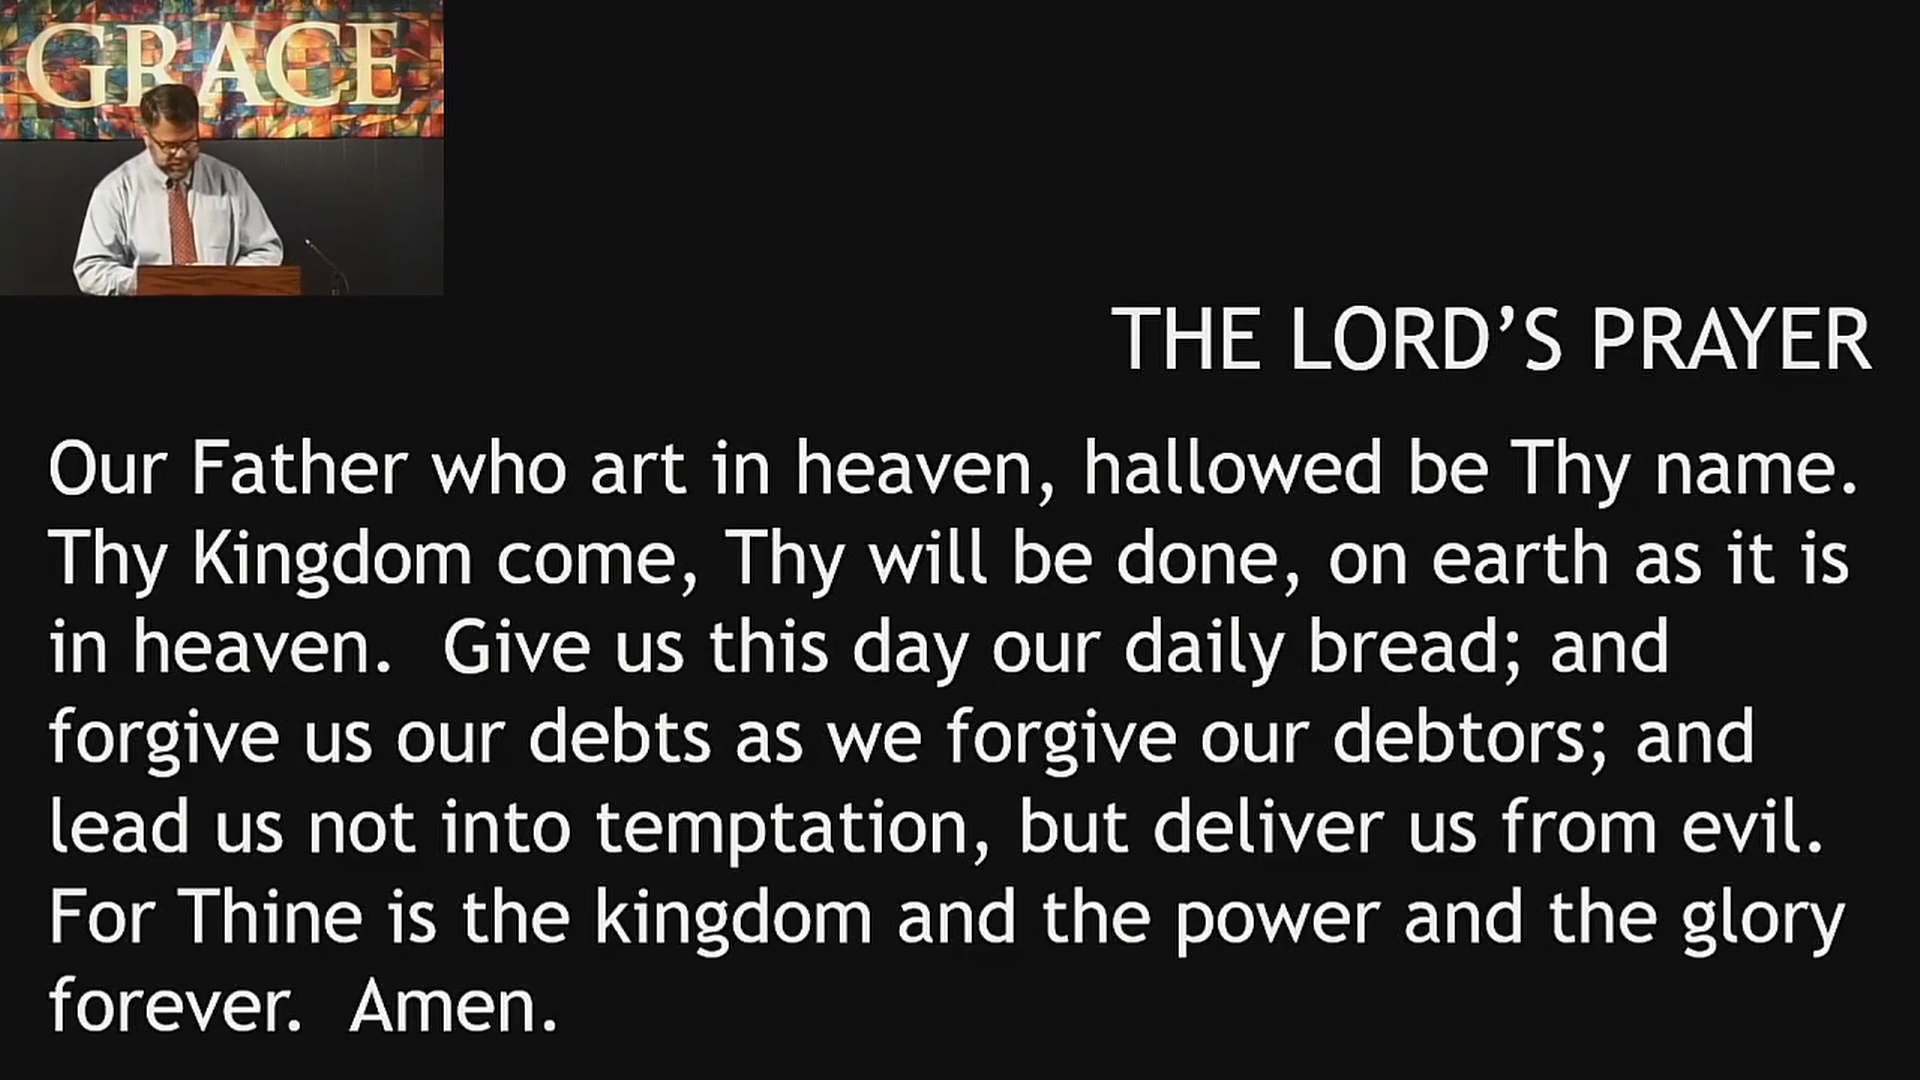 GRACE
THE LORD’S PRAYER
Our Father who art in heaven, hallowed be Thy name.
Thy Kingdom come, Thy will be done, on earth as it is
in heaven.  Give us this day our daily bread; and
forgive us our debts as we forgive our debtors; and
lead us not into temptation, but deliver us from evil.
For Thine is the kingdom and the power and the glory
forever.  Amen.